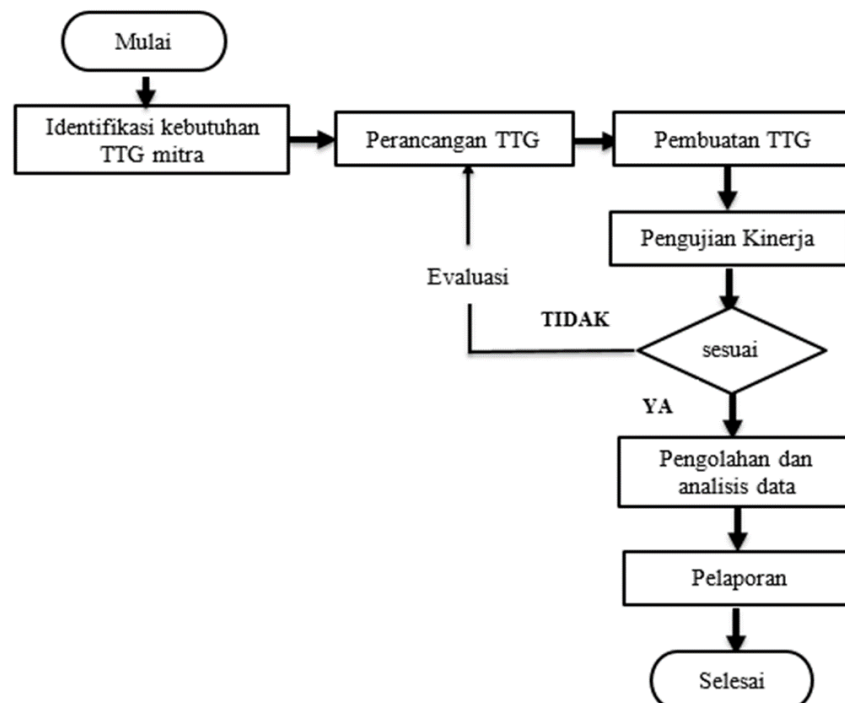 Mulai
Identifikasi kebutuhan
TTG mitra
Perancangan TTG
Pembuatan TTG
Pengujian Kinerja
Evaluasi
TIDAK
sesuai
YA
Pengolahan dan
analisis data
Pelaporan
Selesai